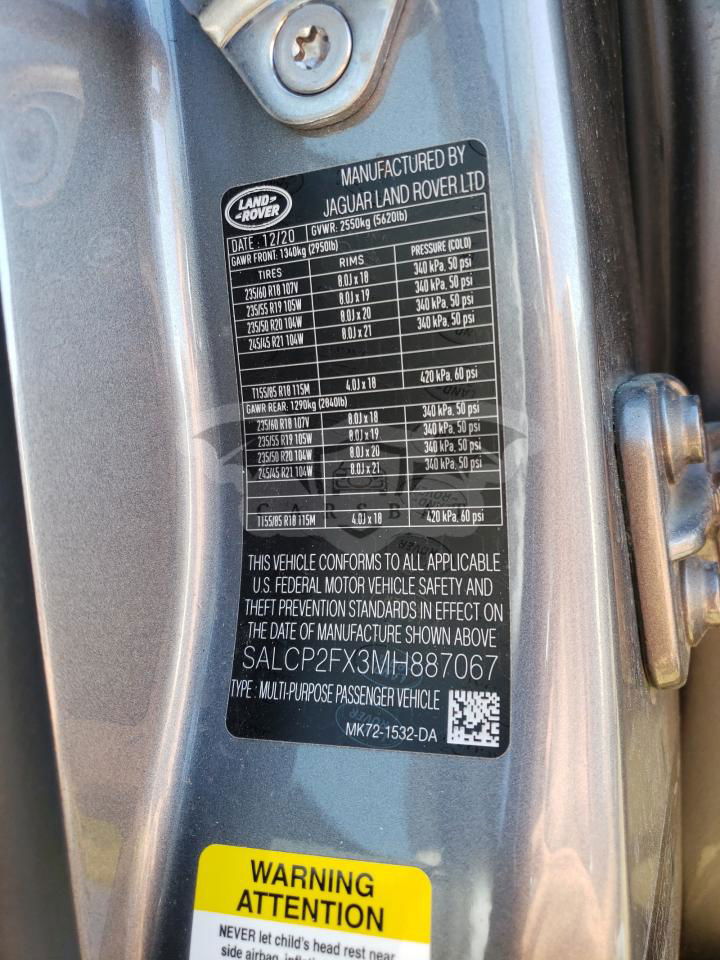 LAND-
-ROVER
MANUFACTURED BY
JAGUAR LAND ROVER LTD
DATE : 12/20 GVWR: 2550kg (5620lb)
GAWR FRONT: 1340kg (2950lb)
TIRES RIMS PRESSURE (COLD)
235/60 R18 107V 8.0J x 18 340 kPa, 50 psi
235/55 R19 105W 8.0J x 19 340 kPa, 50 psi
235/50 R20 104W 8.0J x 20 340 kPa, 50 psi
245/45 R21 104W 8.0J x 21 340 kPa, 50 psi
T155/85 R18 115M 4.0J x 18 420 kPa, 60 psi
GAWR REAR: 1290kg (2840lb)
235/60 R18 107V 8.0J x 18 340 kPa, 50 psi
235/55 R19 105W 8.0J x 19 340 kPa, 50 psi
235/50 R20 104W 8.0J x 20 340 kPa, 50 psi
245/45 R21 104W 8.0J x 21 340 kPa, 50 psi
T155/85 R18 115M 4.0J x 18 420 kPa, 60 psi
THIS VEHICLE CONFORMS TO ALL APPLICABLE
U.S. FEDERAL MOTOR VEHICLE SAFETY AND
THEFT PREVENTION STANDARDS IN EFFECT ON
THE DATE OF MANUFACTURE SHOWN ABOVE
SALCP2FX3MH887067
TYPE : MULTI-PURPOSE PASSENGER VEHICLE
MK72-1532-DA
WARNING
ATTENTION
NEVER let child's head rest near
side airbag